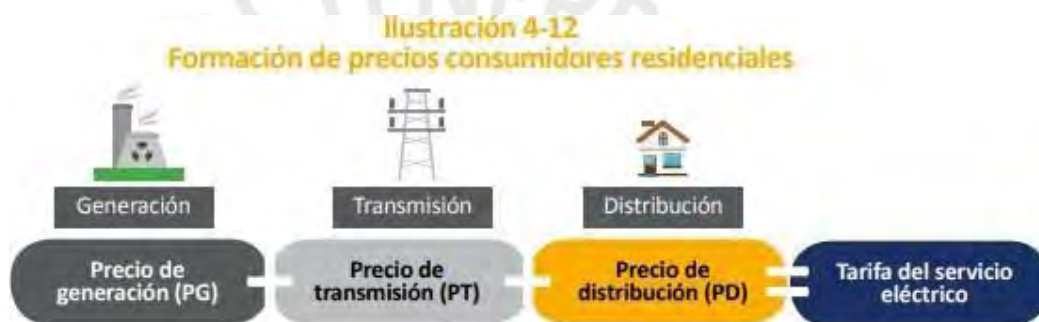 Ilustración 4-12
Formación de precios consumidores residenciales
Generación
Transmisión
Distribución
Precio de
generación (PG)
Precio de
transmisión (PT)
Precio de
distribución (PD)
Tarifa del servicio
eléctrico